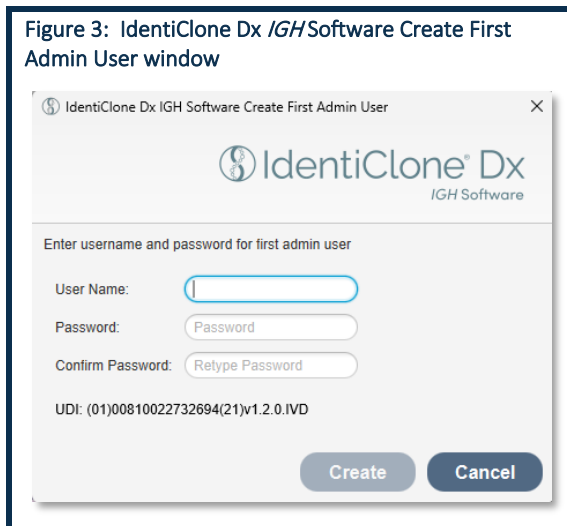 Figure 3: IdentiClone Dx IGH Software Create First
Admin User window
IdentiClone Dx IGH Software Create First Admin User
IdentiClone® Dx
IGH Software
Enter username and password for first admin user
User Name:
Password: Password
Confirm Password: Retype Password
UDI: (01)00810022732694(21)v1.2.0.IVD
Create Cancel